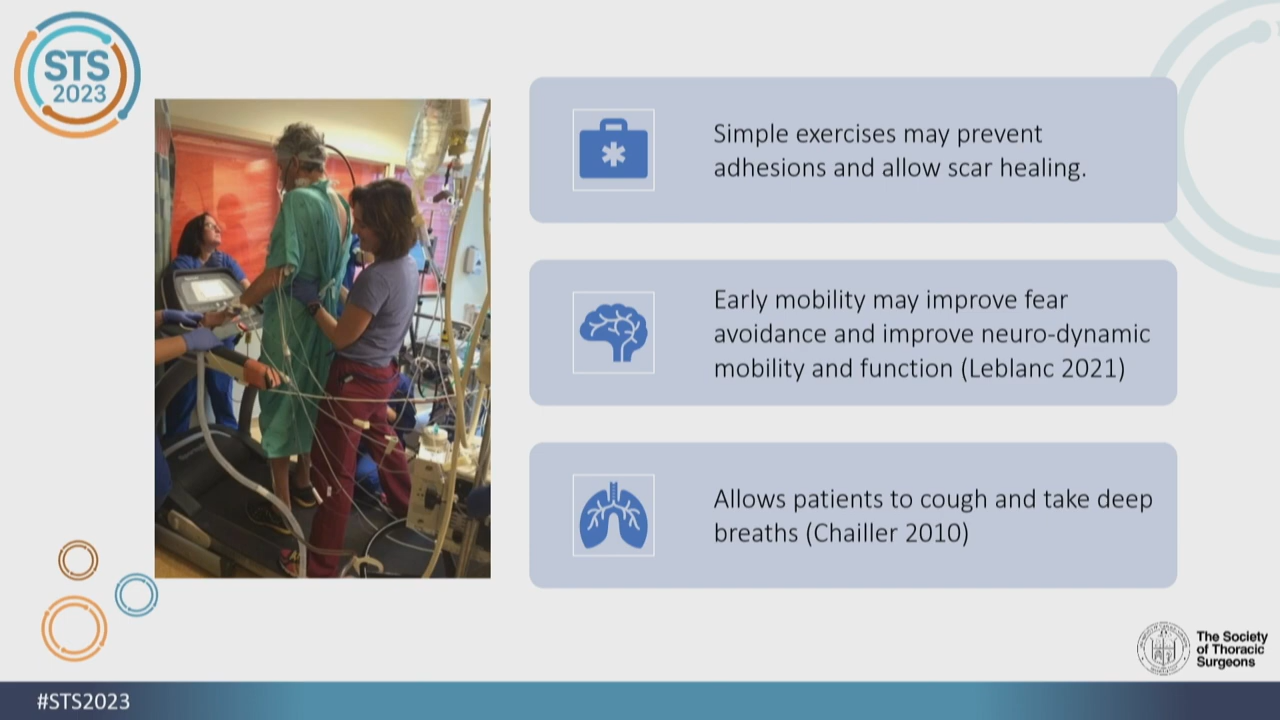 STS
2023
Simple exercises may prevent
adhesions and allow scar healing.
Early mobility may improve fear
avoidance and improve neuro-dynamic
mobility and function (Leblanc 2021)
Allows patients to cough and take deep
breaths (Chailler 2010)
The Society
of Thoracic
Surgeons
#STS2023